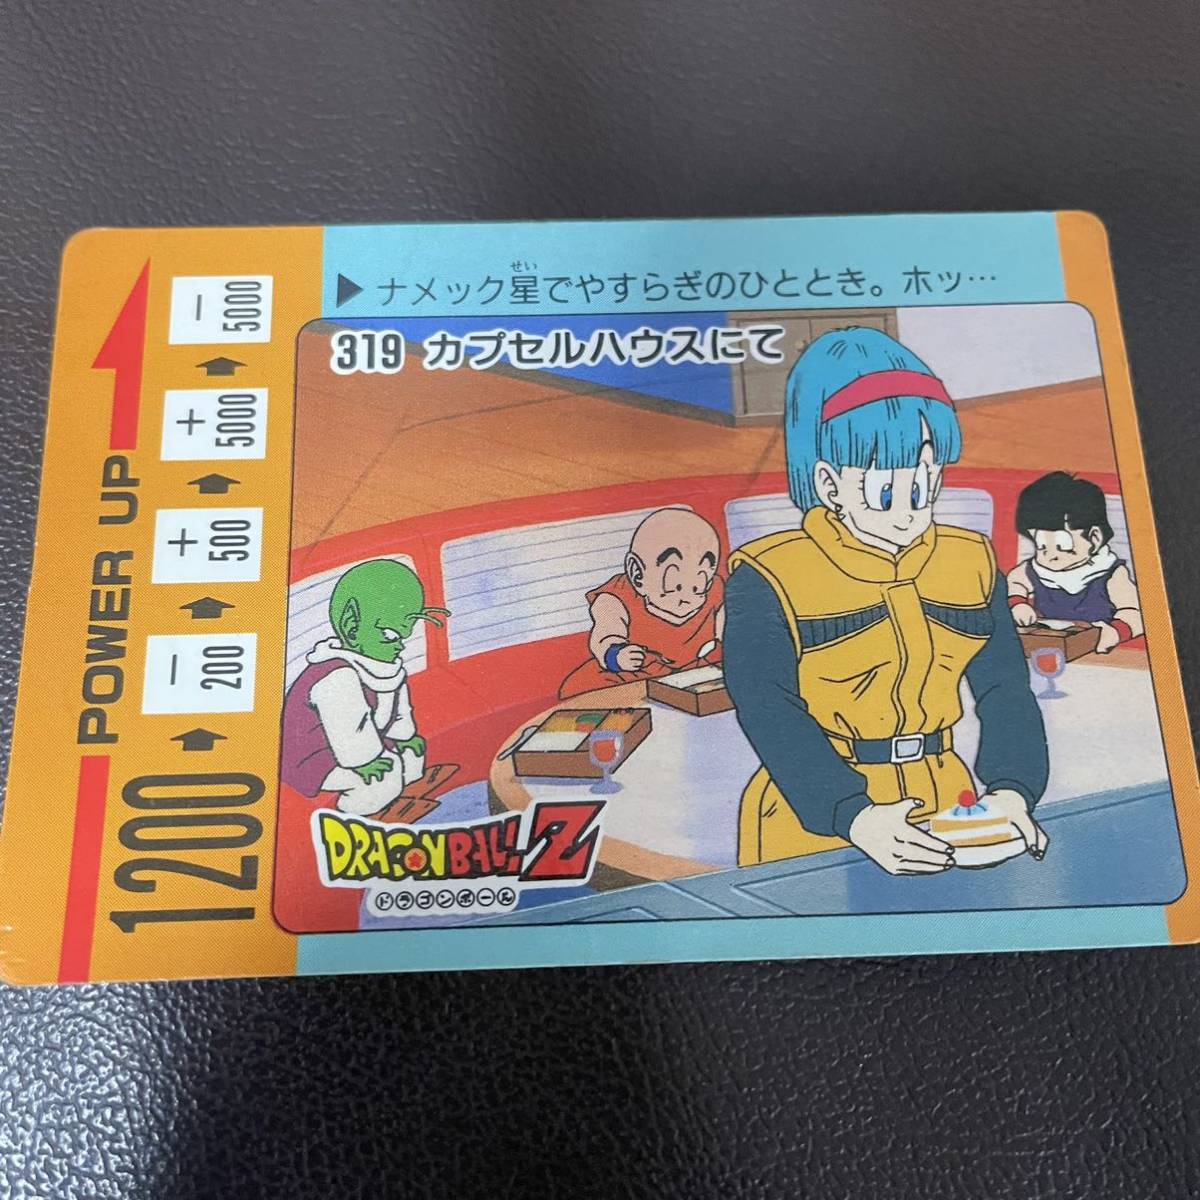 ▶ナメック星でやすらぎのひととき。ホッ…
せい
319 カプセルハウスにて
POWER UP
1200
－200
＋500
＋5000
－5000
DRAGON BALL Z
ドラゴンボール